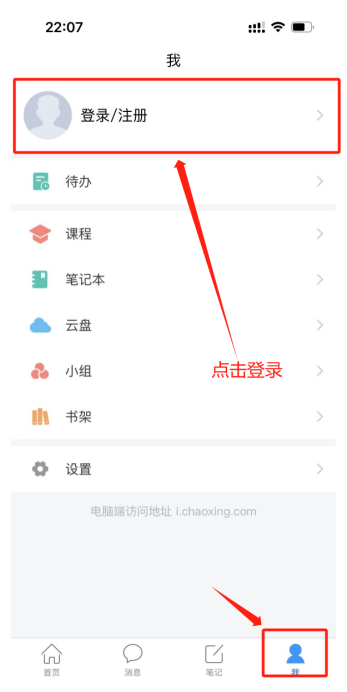 22:07
我
登录/注册
待办
课程
笔记本
云盘
点击登录
小组
书架
设置
电脑端访问地址 i.chaoxing.com
首页 消息 笔记 我